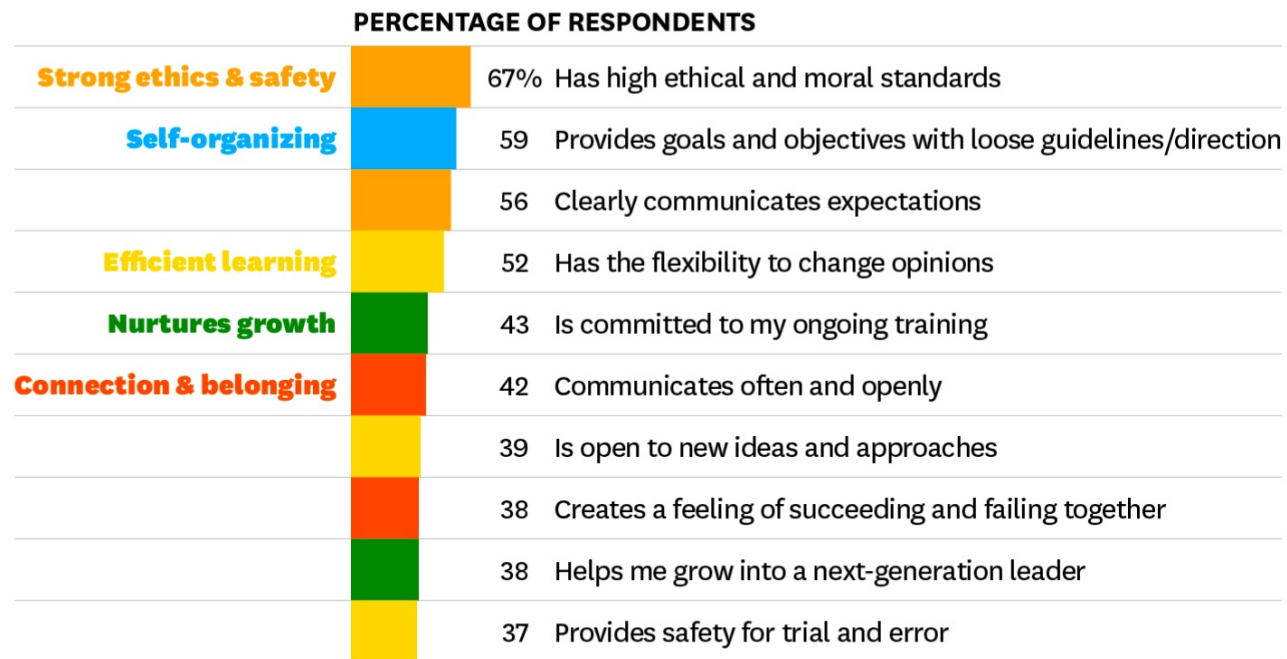 PERCENTAGE OF RESPONDENTS
Strong ethics & safety 67% Has high ethical and moral standards
Self-organizing 59 Provides goals and objectives with loose guidelines/direction
56 Clearly communicates expectations
Efficient learning 52 Has the flexibility to change opinions
Nurtures growth 43 Is committed to my ongoing training
Connection & belonging 42 Communicates often and openly
39 Is open to new ideas and approaches
38 Creates a feeling of succeeding and failing together
38 Helps me grow into a next-generation leader
37 Provides safety for trial and error